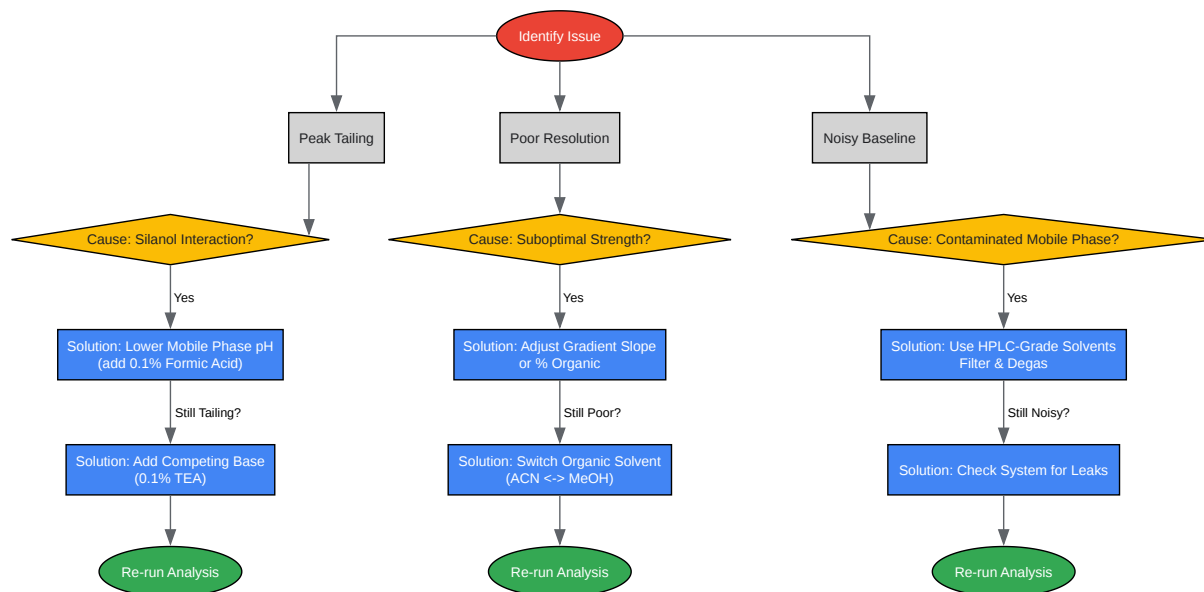 Identify Issue
Peak Tailing
Poor Resolution
Noisy Baseline
Cause: Silanol Interaction?
Cause: Suboptimal Strength?
Cause: Contaminated Mobile Phase?
Yes
Yes
Yes
Solution: Lower Mobile Phase pH
(add 0.1% Formic Acid)
Solution: Adjust Gradient Slope
or % Organic
Solution: Use HPLC-Grade Solvents
Filter & Degas
Still Tailing?
Still Poor?
Still Noisy?
Solution: Add Competing Base
(0.1% TEA)
Solution: Switch Organic Solvent
(ACN <-> MeOH)
Solution: Check System for Leaks
Re-run Analysis
Re-run Analysis
Re-run Analysis